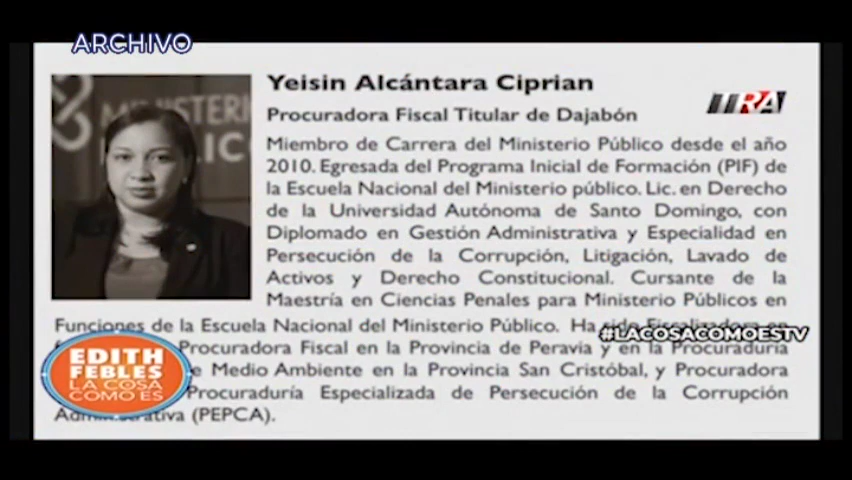 ARCHIVO
MINISTERI
PÚBLICO
Yeisin Alcántara Ciprian
TRA
Procuradora Fiscal Titular de Dajabón
Miembro de Carrera del Ministerio Público desde el año
2010. Egresada del Programa Inicial de Formación (PIF) de
la Escuela Nacional del Ministerio público. Lic. en Derecho
de la Universidad Autónoma de Santo Domingo, con
Diplomado en Gestión Administrativa y Especialidad en
Persecución de la Corrupción, Litigación, Lavado de
Activos y Derecho Constitucional. Cursante de la
Maestría en Ciencias Penales para Ministerio Públicos en
Funciones de la Escuela Nacional del Ministerio Público. Ha
#LACOSACOMOESTV
Procuradora Fiscal en la Provincia de Peravia y en la Procuraduría
Medio Ambiente en la Provincia San Cristóbal, y Procuradora
Procuraduría Especializada de Persecución de la Corrupción
(PEPCA).
EDITH
FEBLES
LA COSA
COMO ES